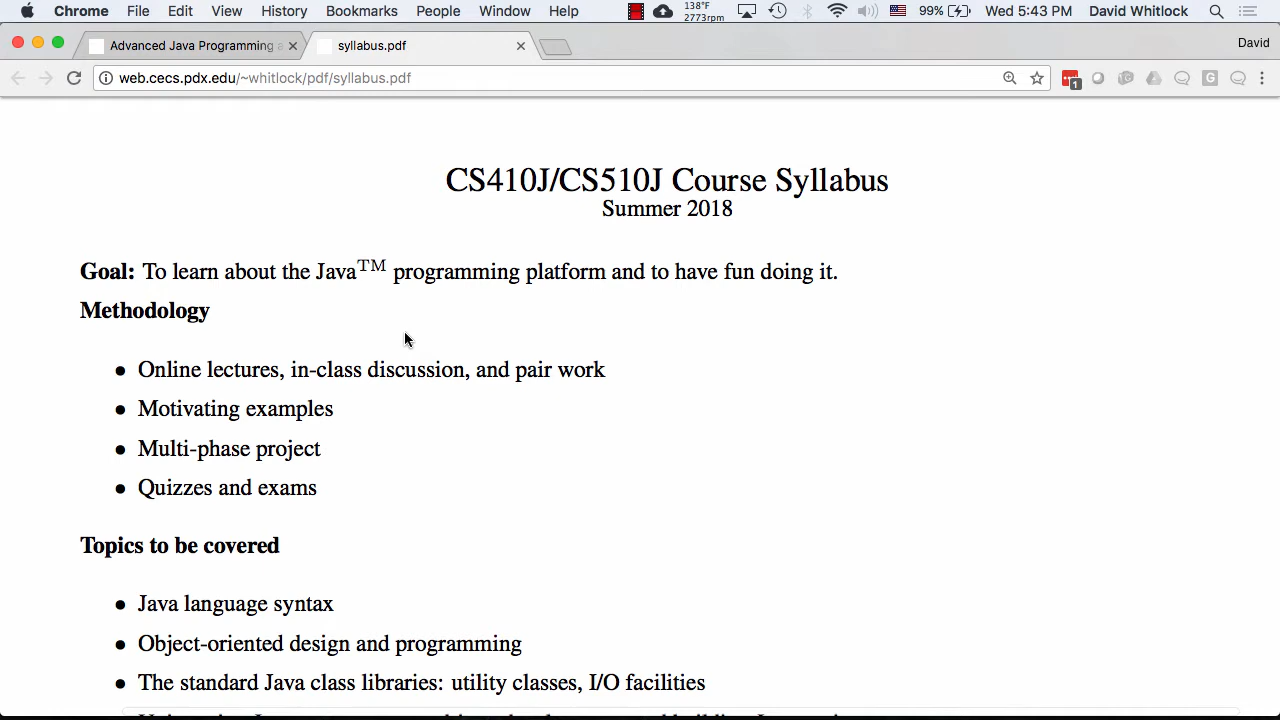 Chrome File Edit View History Bookmarks People Window Help 138°F 2773rpm 99% Wed 5:43 PM David Whitlock
Advanced Java Programming syllabus.pdf David
web.cecs.pdx.edu/~whitlock/pdf/syllabus.pdf 1 G
CS410J/CS510J Course Syllabus
Summer 2018
Goal: To learn about the Java™ programming platform and to have fun doing it.
Methodology
• Online lectures, in-class discussion, and pair work
• Motivating examples
• Multi-phase project
• Quizzes and exams
Topics to be covered
• Java language syntax
• Object-oriented design and programming
• The standard Java class libraries: utility classes, I/O facilities